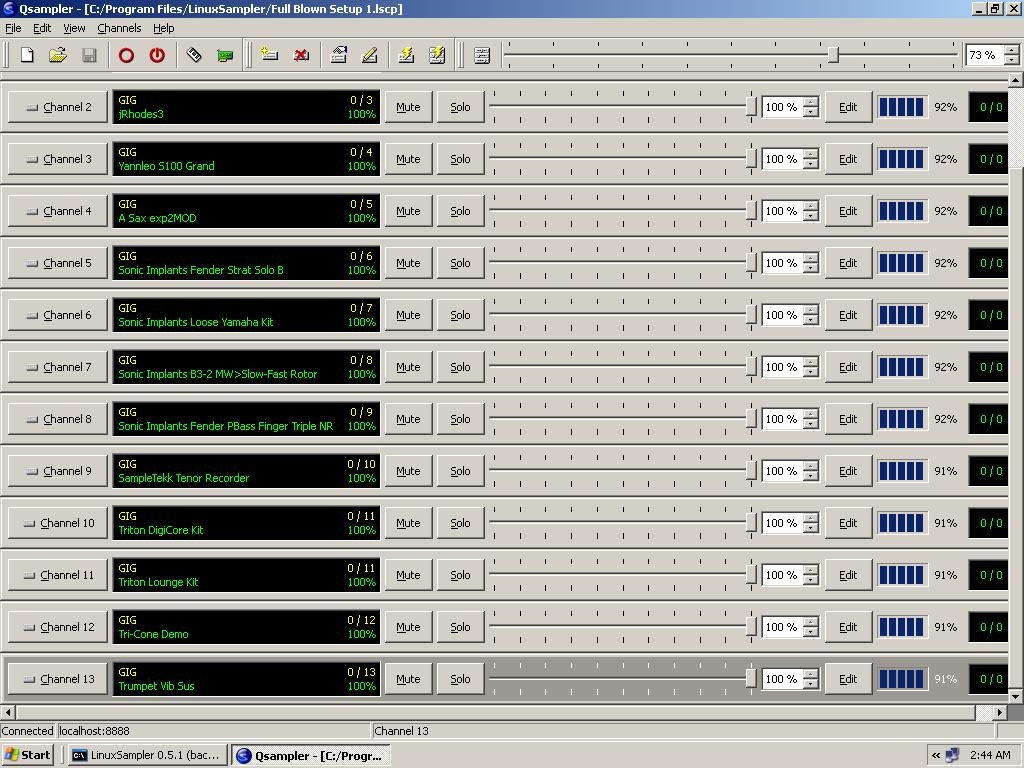 Qsampler - [C:/Program Files/LinuxSampler/Full Blown Setup 1.lscp]
File Edit View Channels Help
73 %
Channel 2 GIG 0 / 3 Mute Solo 100 % Edit 92% 0 / 0
jRhodes3 100%
Channel 3 GIG 0 / 4 Mute Solo 100 % Edit 92% 0 / 0
Yannleo S100 Grand 100%
Channel 4 GIG 0 / 5 Mute Solo 100 % Edit 92% 0 / 0
A Sax exp2MOD 100%
Channel 5 GIG 0 / 6 Mute Solo 100 % Edit 92% 0 / 0
Sonic Implants Fender Strat Solo B 100%
Channel 6 GIG 0 / 7 Mute Solo 100 % Edit 92% 0 / 0
Sonic Implants Loose Yamaha Kit 100%
Channel 7 GIG 0 / 8 Mute Solo 100 % Edit 92% 0 / 0
Sonic Implants B3-2 MW>Slow-Fast Rotor 100%
Channel 8 GIG 0 / 9 Mute Solo 100 % Edit 92% 0 / 0
Sonic Implants Fender PBass Finger Triple NR 100%
Channel 9 GIG 0 / 10 Mute Solo 100 % Edit 91% 0 / 0
SampleTekk Tenor Recorder 100%
Channel 10 GIG 0 / 11 Mute Solo 100 % Edit 91% 0 / 0
Triton DigiCore Kit 100%
Channel 11 GIG 0 / 11 Mute Solo 100 % Edit 91% 0 / 0
Triton Lounge Kit 100%
Channel 12 GIG 0 / 12 Mute Solo 100 % Edit 91% 0 / 0
Tri-Cone Demo 100%
Channel 13 GIG 0 / 13 Mute Solo 100 % Edit 91% 0 / 0
Trumpet Vib Sus 100%
Connected localhost:8888 Channel 13
Start LinuxSampler 0.5.1 (bac... Qsampler - [C:/Progr... « 2:44 AM